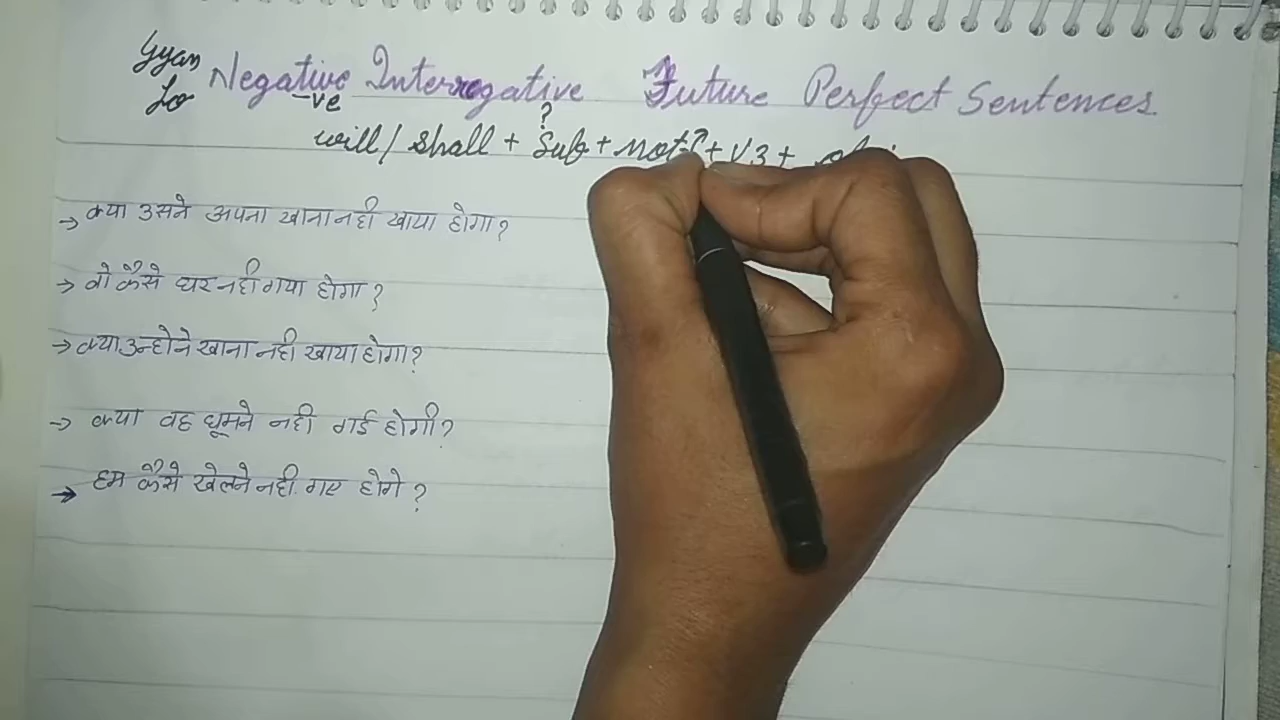 Gyan
Lo
Negative Interrogative Future Perfect Sentences
-ve ?
will / shall + Sub + not? + V3 +
→ क्या उसने अपना खाना नही खाया होगा?
→ वो कैसे घर नही गया होगा?
→ क्या उन्होने खाना नही खाया होगा?
→ क्या वह घूमने नही गई होगी?
→ हम कैसे खेलने नही गए होगे?